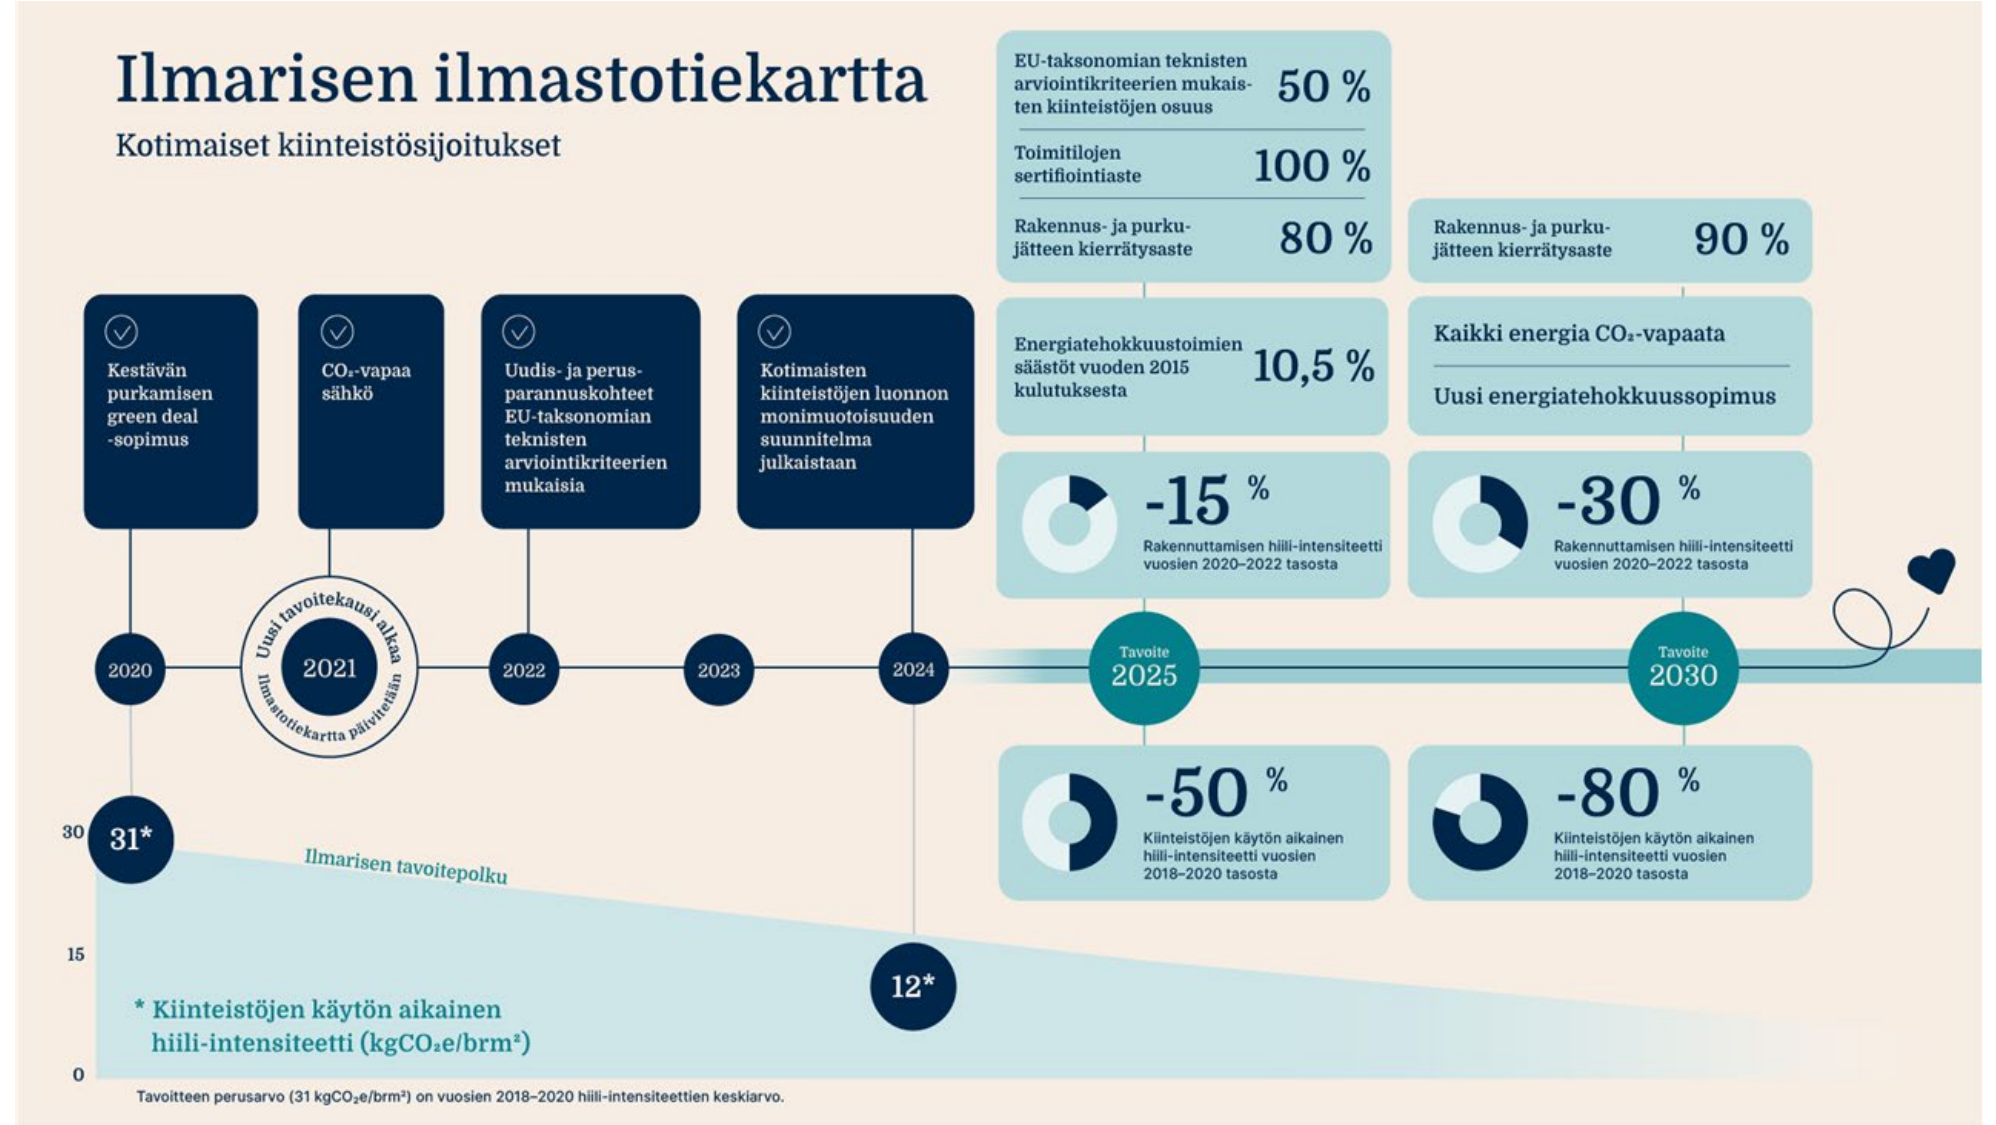 Ilmarisen ilmastotiekartta
Kotimaiset kiinteistösijoitukset
EU-taksonomian teknisten
arviointikriteerien mukais-
ten kiinteistöjen osuus
50 %
Toimitilojen
sertifiointiaste
100 %
Rakennus- ja purku-
jätteen kierrätysaste
80 %
Rakennus- ja purku-
jätteen kierrätysaste
90 %
Kestävän
purkamisen
green deal
-sopimus
CO₂-vapaa
sähkö
Uudis- ja perus-
parannuskohteet
EU-taksonomian
teknisten
arviointikriteerien
mukaisia
Kotimaisten
kiinteistöjen luonnon
monimuotoisuuden
suunnitelma
julkaistaan
Energiatehokkuustoimien
säästöt vuoden 2015
kulutuksesta
10,5 %
Kaikki energia CO₂-vapaata
Uusi energiatehokkuussopimus
-15 %
Rakennuttamisen hiili-intensiteetti
vuosien 2020–2022 tasosta
-30 %
Rakennuttamisen hiili-intensiteetti
vuosien 2020–2022 tasosta
2020
Uusi tavoitekausi alkaa
2021
Ilmastotiekartta päivitetään
2022
2023
2024
Tavoite
2025
Tavoite
2030
-50 %
Kiinteistöjen käytön aikainen
hiili-intensiteetti vuosien
2018–2020 tasosta
-80 %
Kiinteistöjen käytön aikainen
hiili-intensiteetti vuosien
2018–2020 tasosta
30
31*
Ilmarisen tavoitepolku
15
12*
* Kiinteistöjen käytön aikainen
hiili-intensiteetti (kgCO₂e/brm²)
0
Tavoitteen perusarvo (31 kgCO₂e/brm²) on vuosien 2018–2020 hiili-intensiteettien keskiarvo.